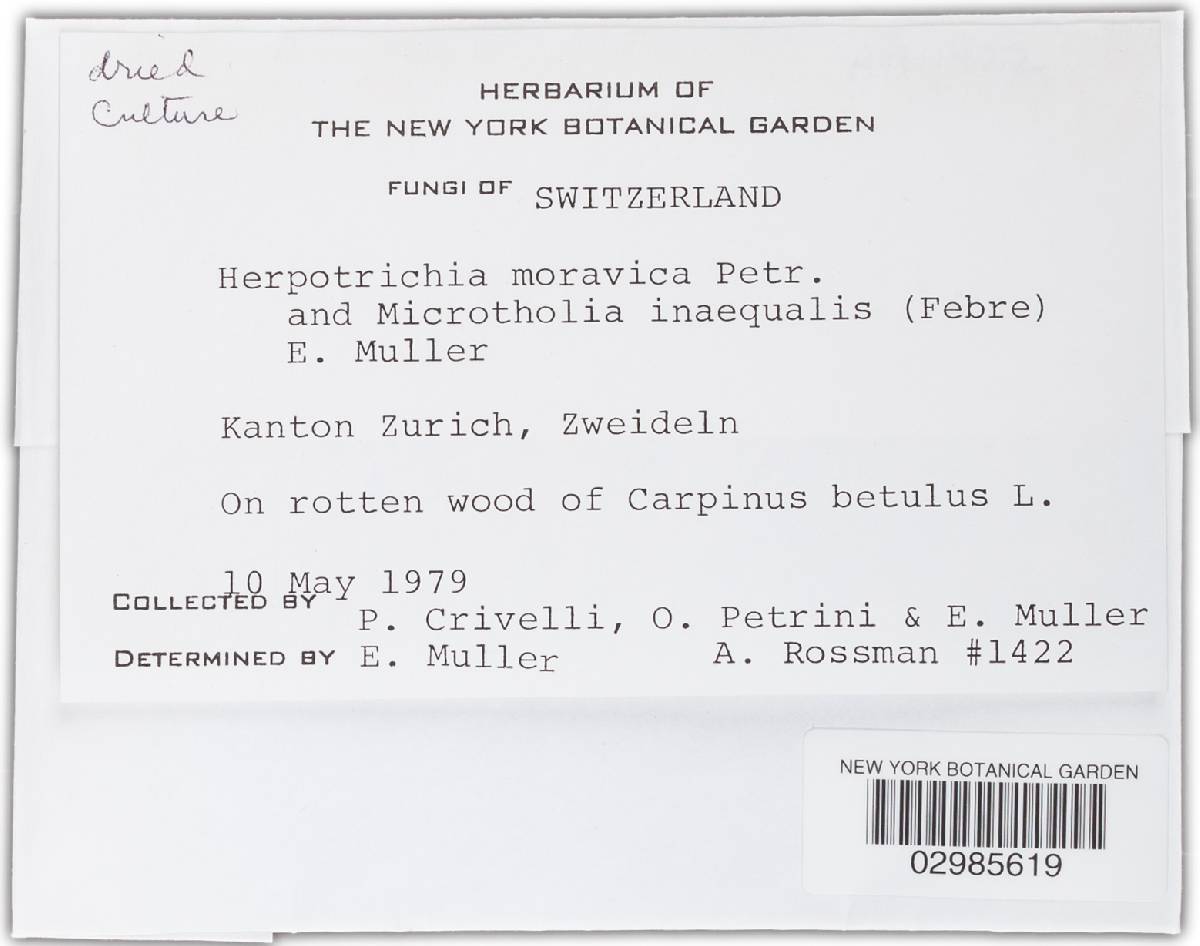 dried
Culture
HERBARIUM OF
THE NEW YORK BOTANICAL GARDEN
FUNGI OF SWITZERLAND
Herpotrichia moravica Petr.
and Microtholia inaequalis (Febre)
E. Muller
Kanton Zurich, Zweideln
On rotten wood of Carpinus betulus L.
10 May 1979
COLLECTED BY P. Crivelli, O. Petrini & E. Muller
DETERMINED BY E. Muller A. Rossman #1422
NEW YORK BOTANICAL GARDEN
02985619